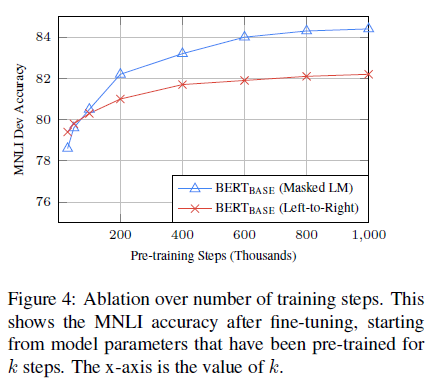 84
82
80
78
76
MNLI Dev Accuracy
BERTBASE (Masked LM)
BERTBASE (Left-to-Right)
200 400 600 800 1,000
Pre-training Steps (Thousands)
Figure 4: Ablation over number of training steps. This
shows the MNLI accuracy after fine-tuning, starting
from model parameters that have been pre-trained for
k steps. The x-axis is the value of k.